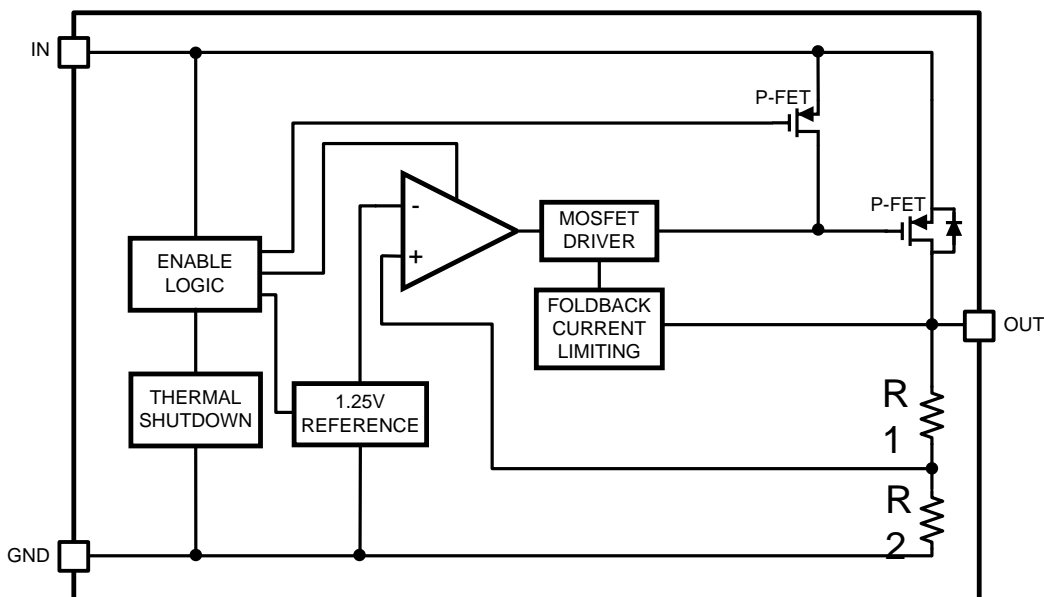 IN
P-FET
P-FET
-
+
MOSFET
DRIVER
ENABLE
LOGIC
FOLDBACK
CURRENT
LIMITING
OUT
THERMAL
SHUTDOWN
1.25V
REFERENCE
R
1
R
2
GND